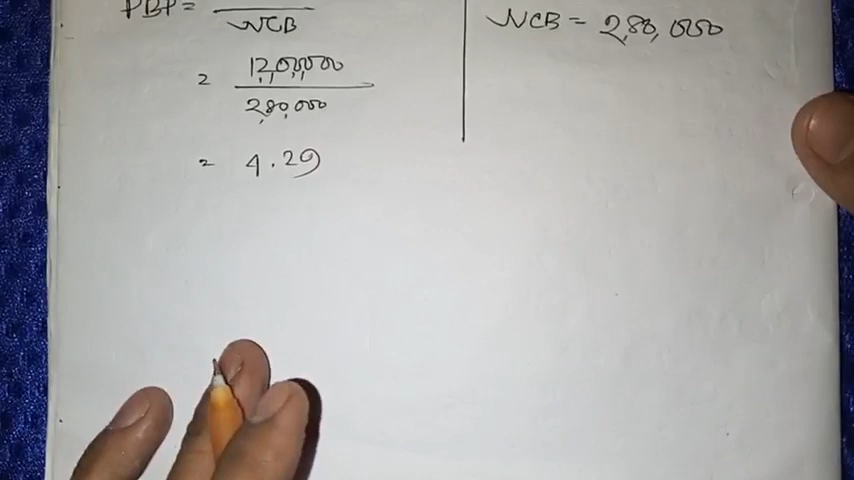 PBP =
NCB
= 12,00,000
2,80,000
= 4.29
NCB = 2,80,000